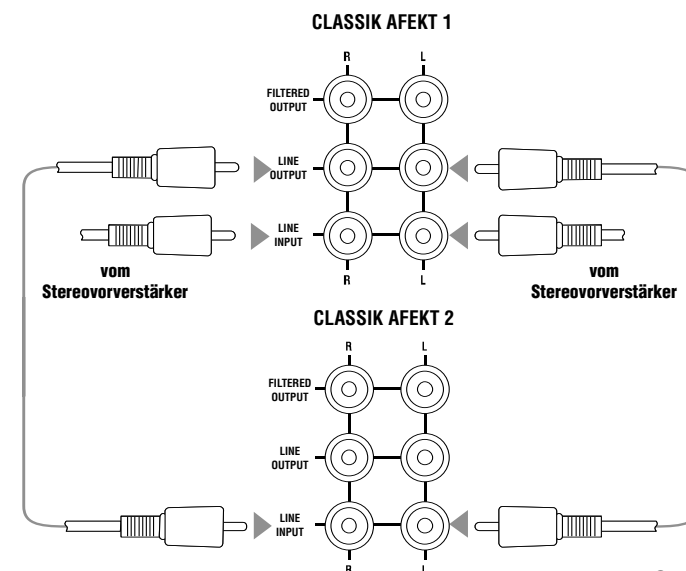 CLASSIK AFEKT 1
R L
FILTERED
OUTPUT
LINE
OUTPUT
LINE
INPUT
R L
vom
Stereovorverstärker
vom
Stereovorverstärker
CLASSIK AFEKT 2
R L
FILTERED
OUTPUT
LINE
OUTPUT
LINE
INPUT
R L